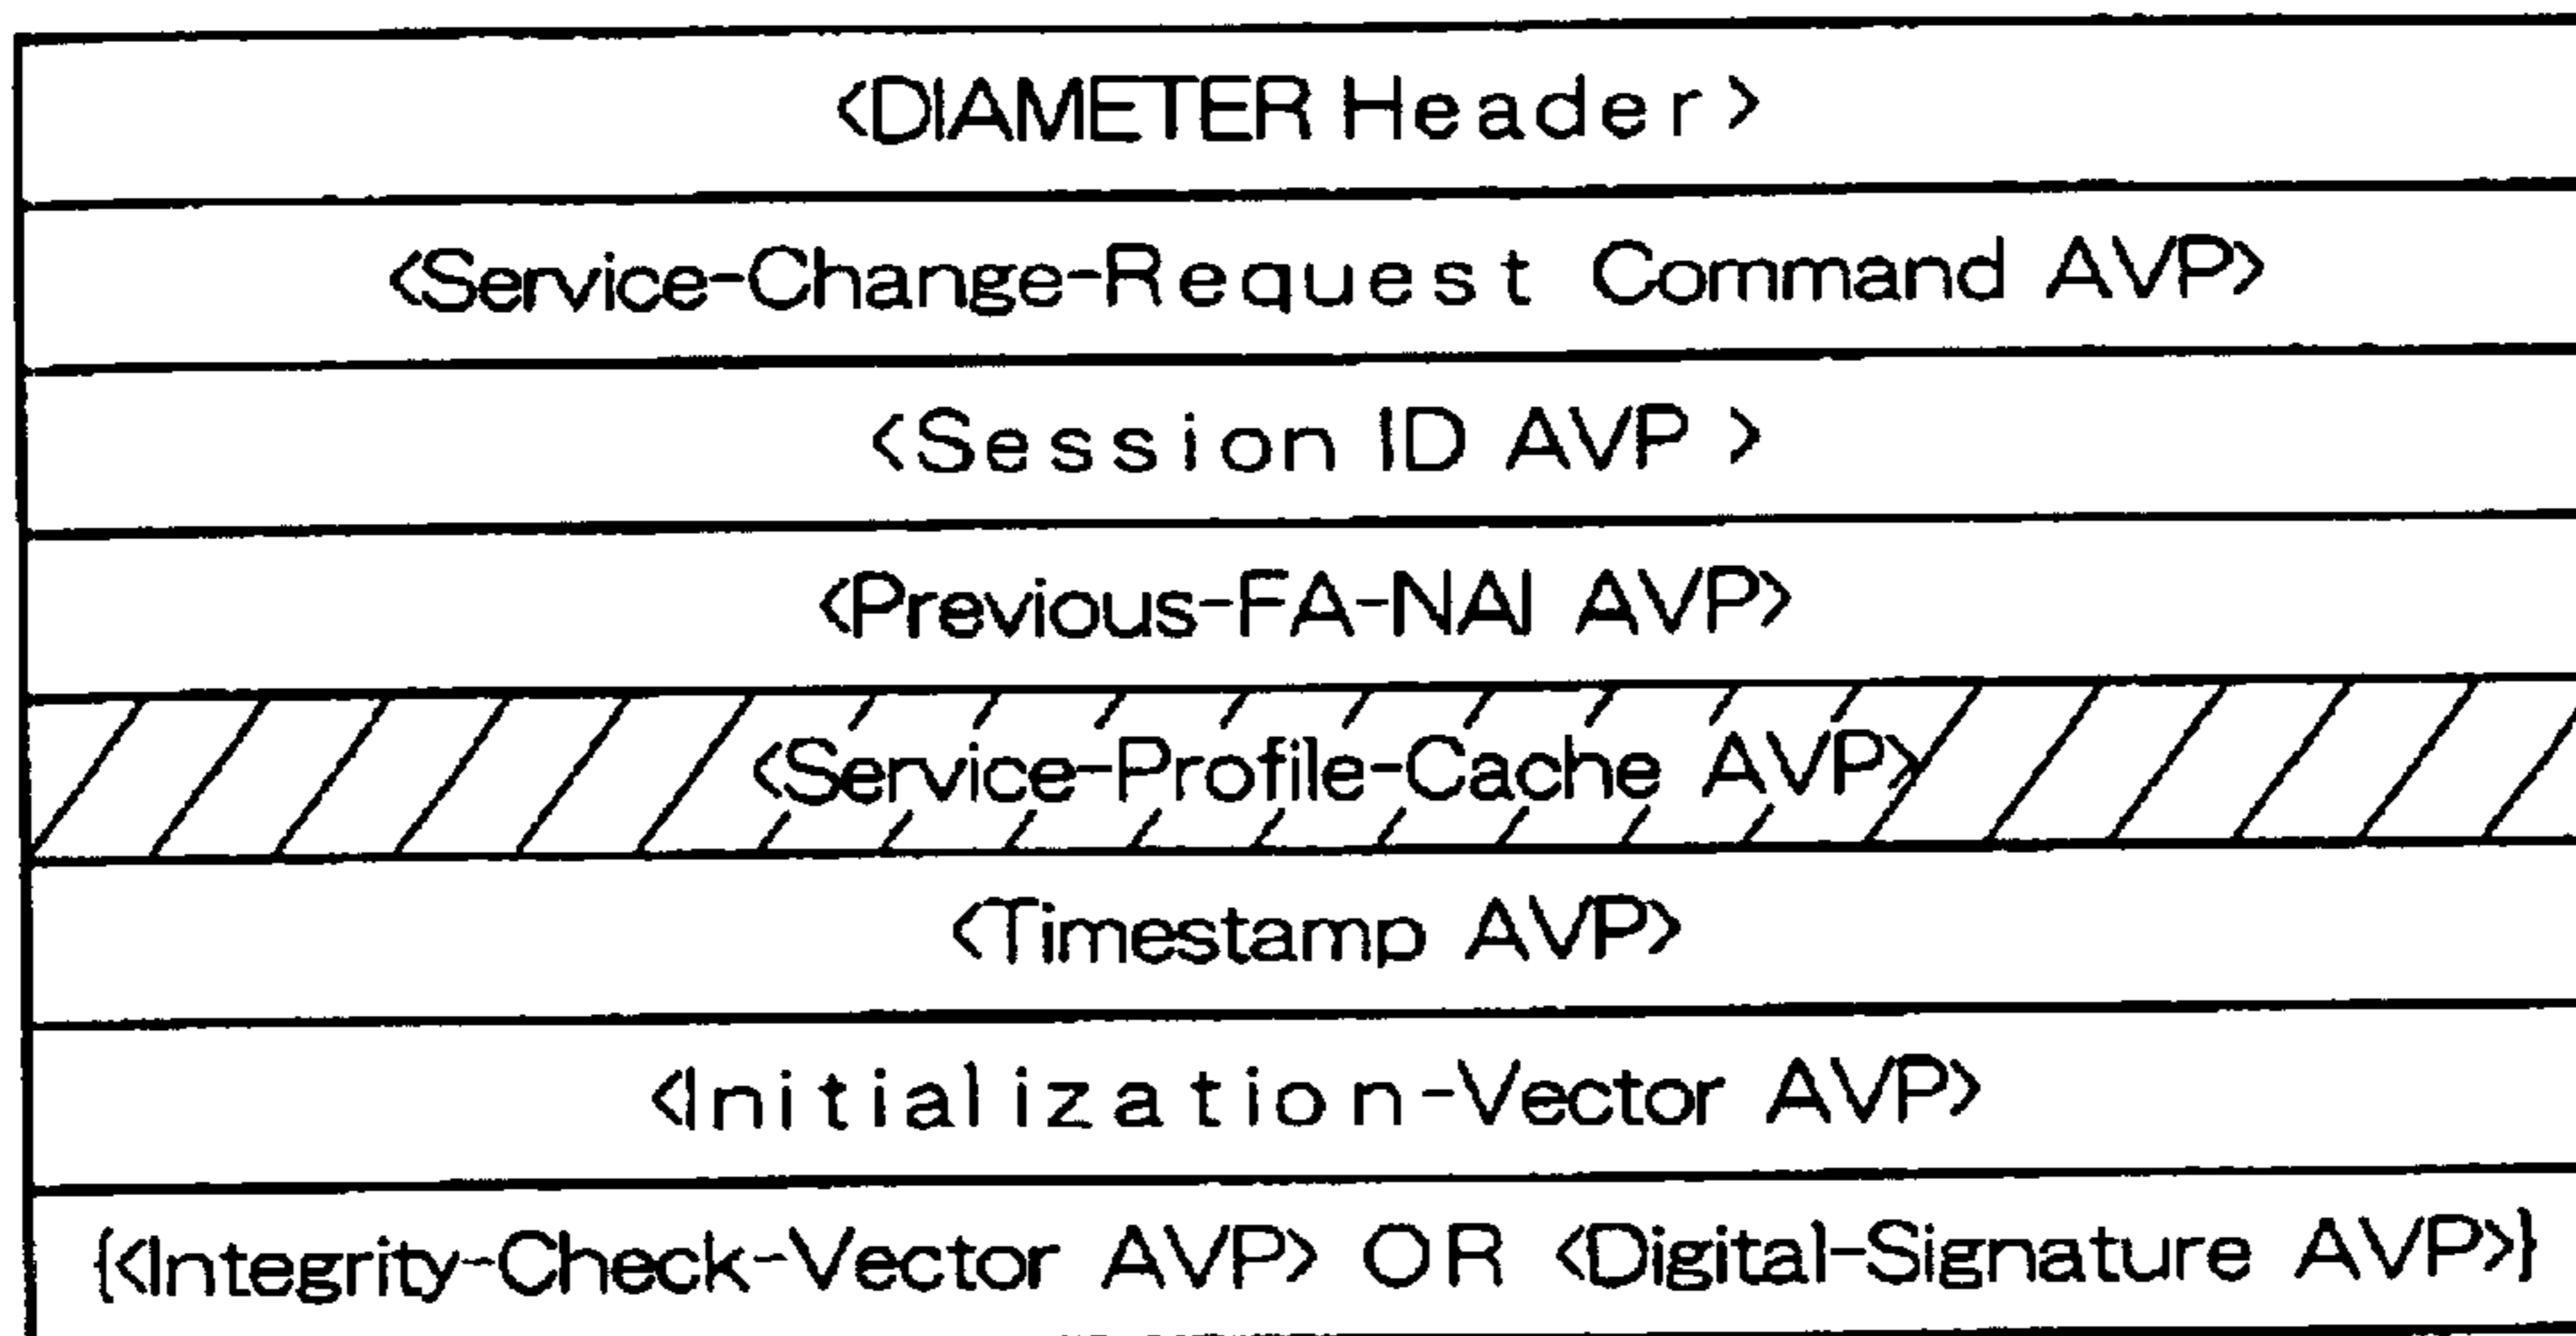 <DIAMETER Header>
<Service-Change-Request Command AVP>
<Session ID AVP >
<Previous-FA-NAI AVP>
<Service-Profile-Cache AVP>
<Timestamp AVP>
<Initialization-Vector AVP>
{<Integrity-Check-Vector AVP> OR <Digital-Signature AVP>}